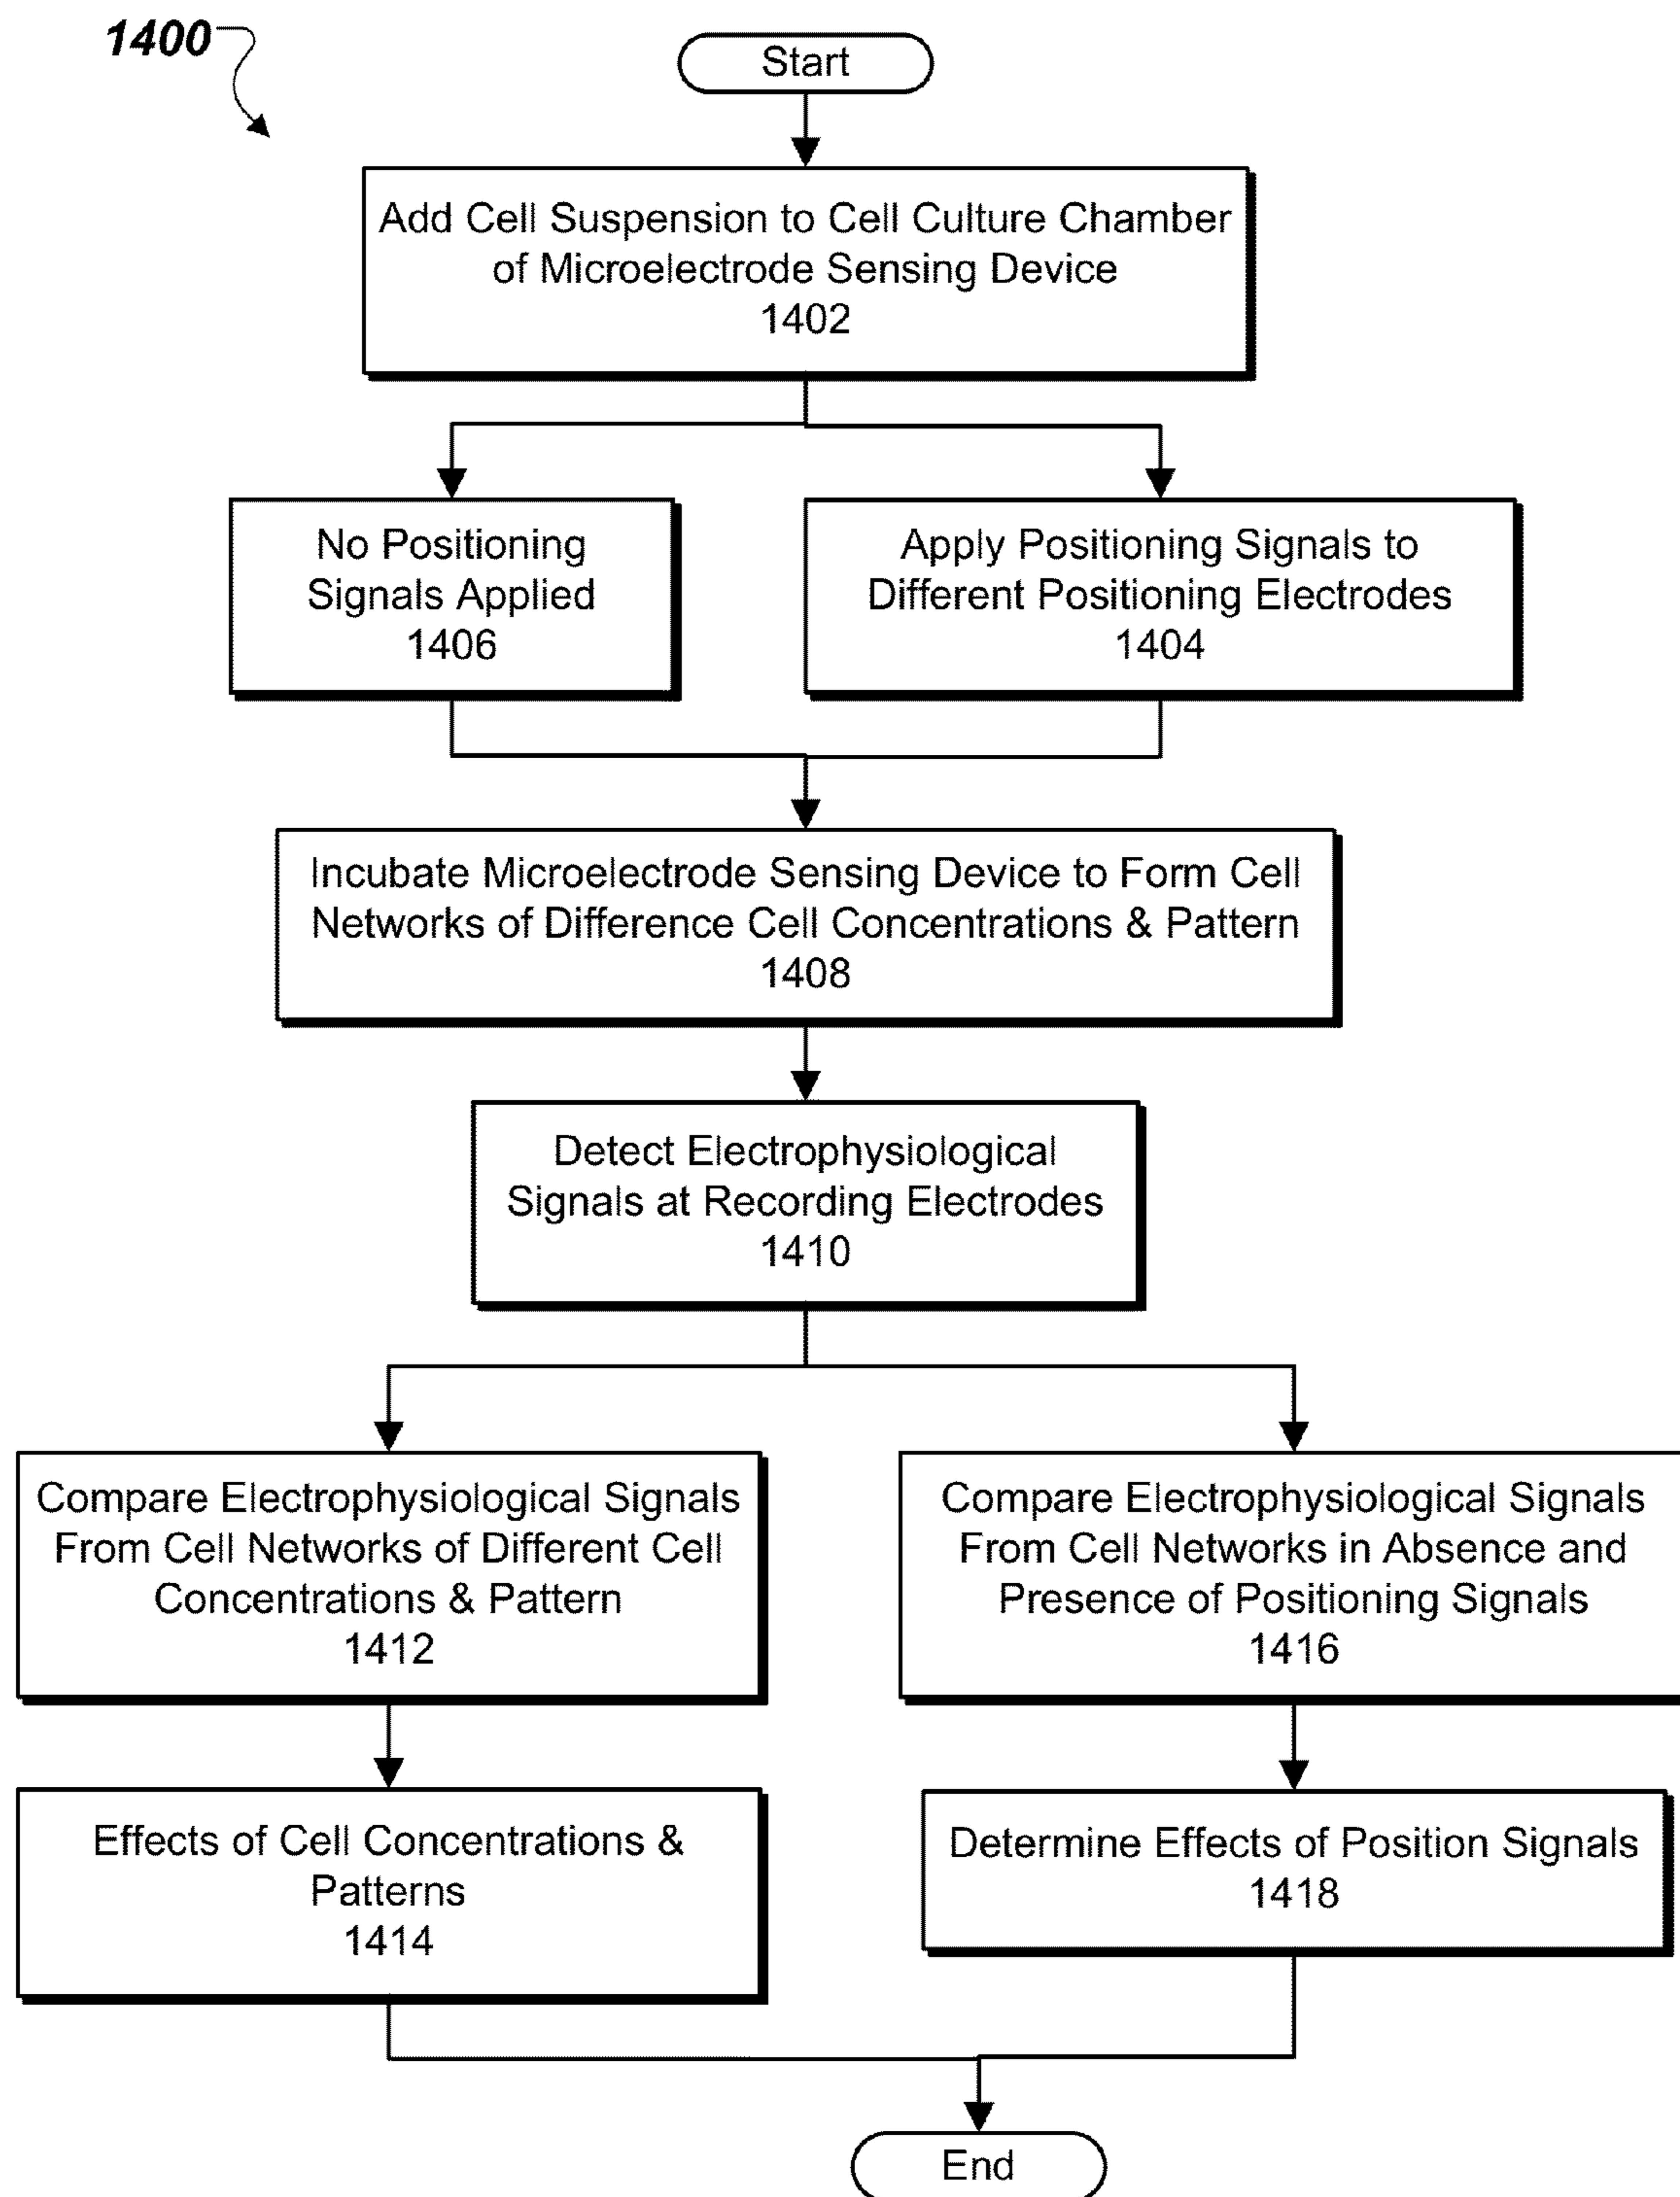 1400
Start
Add Cell Suspension to Cell Culture Chamber
of Microelectrode Sensing Device
1402
No Positioning
Signals Applied
1406
Apply Positioning Signals to
Different Positioning Electrodes
1404
Incubate Microelectrode Sensing Device to Form Cell
Networks of Difference Cell Concentrations & Pattern
1408
Detect Electrophysiological
Signals at Recording Electrodes
1410
Compare Electrophysiological Signals
From Cell Networks of Different Cell
Concentrations & Pattern
1412
Compare Electrophysiological Signals
From Cell Networks in Absence and
Presence of Positioning Signals
1416
Effects of Cell Concentrations &
Patterns
1414
Determine Effects of Position Signals
1418
End